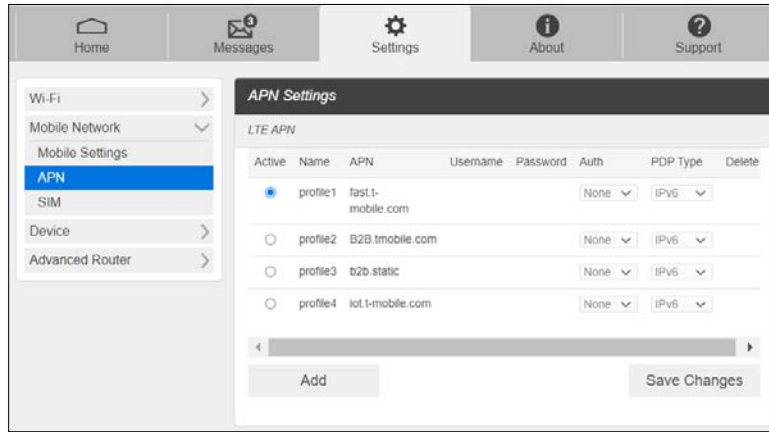 3
Home Messages Settings About Support
Wi-Fi
Mobile Network
Mobile Settings
APN
SIM
Device
Advanced Router
APN Settings
LTE APN
Active Name APN Username Password Auth PDP Type Delete
profile1 fast.t- None IPv6
mobile.com
profile2 B2B.tmobile.com None IPv6
profile3 b2b.static None IPv6
profile4 iot.t-mobile.com None IPv6
Add Save Changes